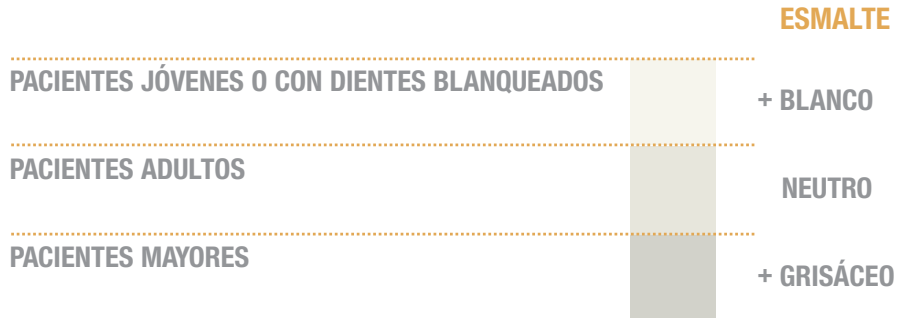 ESMALTE
PACIENTES JÓVENES O CON DIENTES BLANQUEADOS
+ BLANCO
PACIENTES ADULTOS
NEUTRO
PACIENTES MAYORES
+ GRISÁCEO